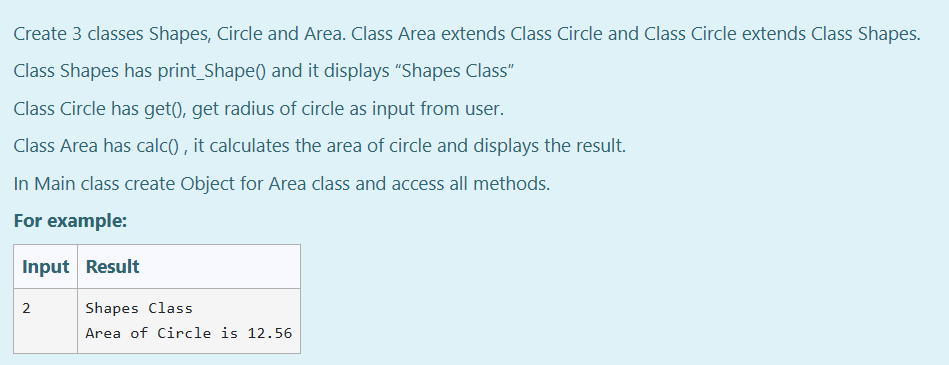 Create 3 classes Shapes, Circle and Area. Class Area extends Class Circle and Class Circle extends Class Shapes.
Class Shapes has print_Shape() and it displays “Shapes Class”
Class Circle has get(), get radius of circle as input from user.
Class Area has calc() , it calculates the area of circle and displays the result.
In Main class create Object for Area class and access all methods.
For example:
Input Result
2 Shapes Class
Area of Circle is 12.56